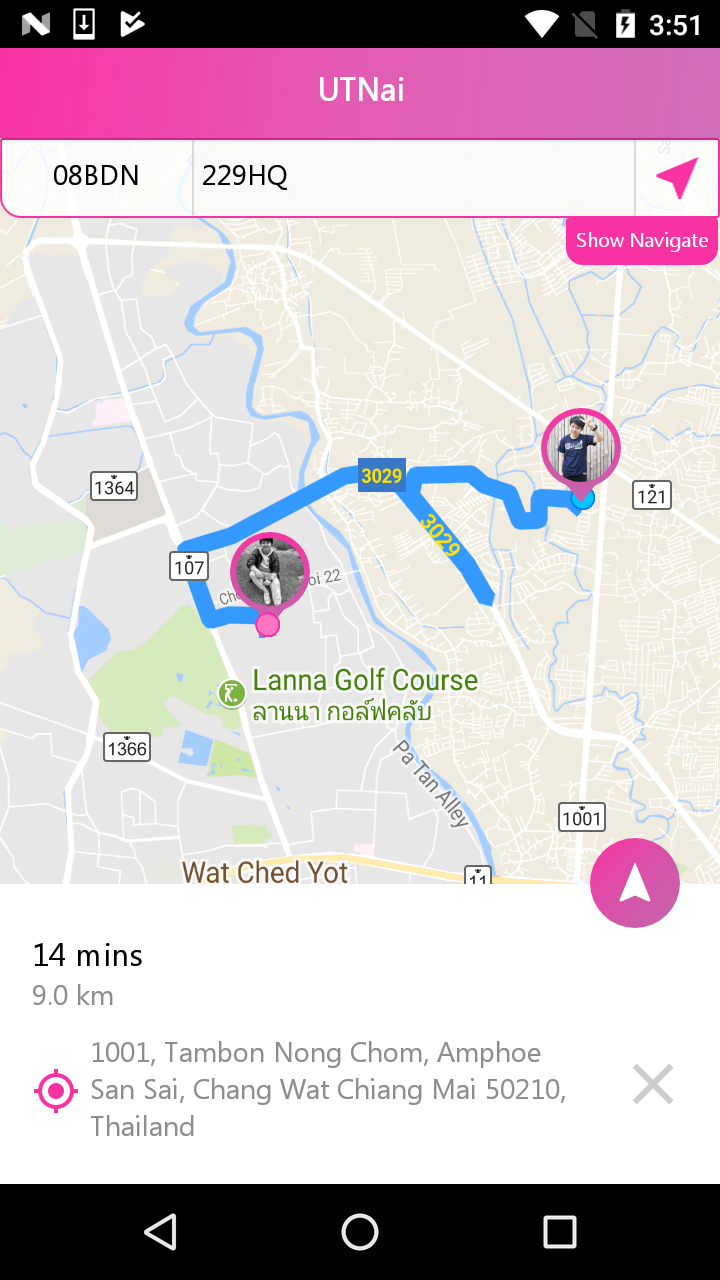 3:51
UTNai
08BDN
229HQ
Show Navigate
3029
1364
121
3029
107
oi 22
Lanna Golf Course
ลานนา กอล์ฟคลับ
1366
Pa Tan Alley
1001
Wat Ched Yot
11
14 mins
9.0 km
1001, Tambon Nong Chom, Amphoe
San Sai, Chang Wat Chiang Mai 50210,
Thailand